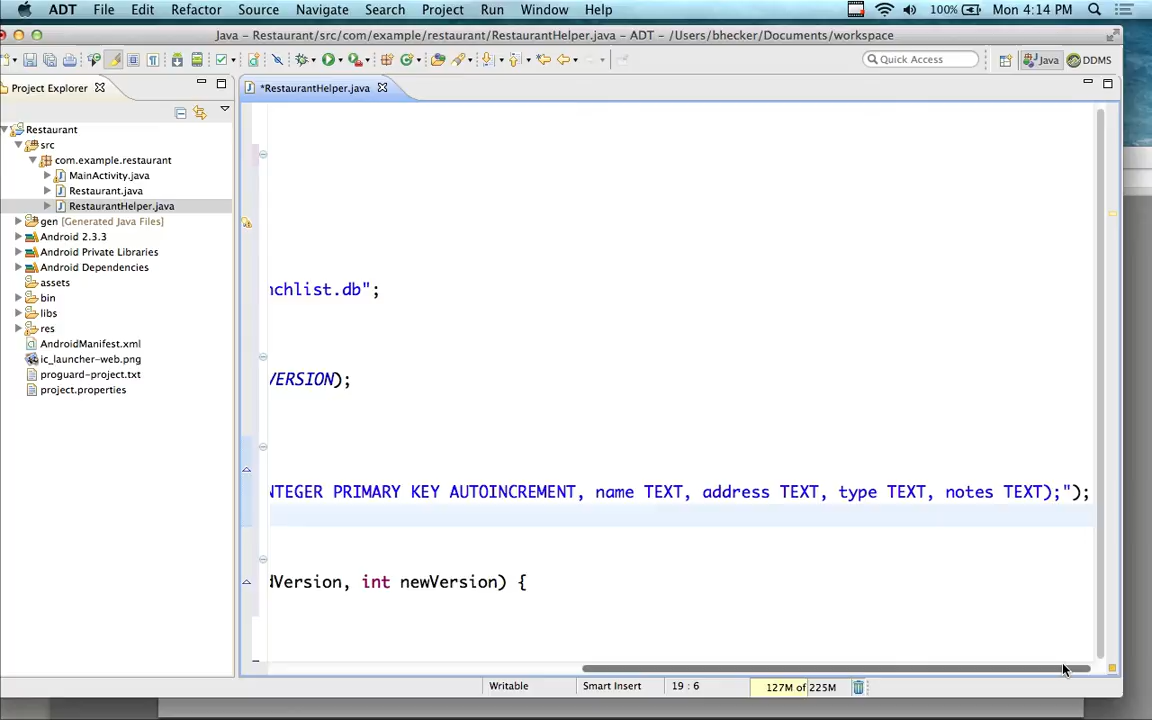 ADT File Edit Refactor Source Navigate Search Project Run Window Help 100% Mon 4:14 PM
Java – Restaurant/src/com/example/restaurant/RestaurantHelper.java – ADT – /Users/bhecker/Documents/workspace
Quick Access Java DDMS
Project Explorer *RestaurantHelper.java
Restaurant
src
com.example.restaurant
MainActivity.java
Restaurant.java
RestaurantHelper.java
gen [Generated Java Files]
Android 2.3.3
Android Private Libraries
Android Dependencies
assets
bin
libs
res
AndroidManifest.xml
ic_launcher-web.png
proguard-project.txt
project.properties
nchlist.db";
VERSION);
NTEGER PRIMARY KEY AUTOINCREMENT, name TEXT, address TEXT, type TEXT, notes TEXT);");
dVersion, int newVersion) {
Writable Smart Insert 19 : 6 127M of 225M